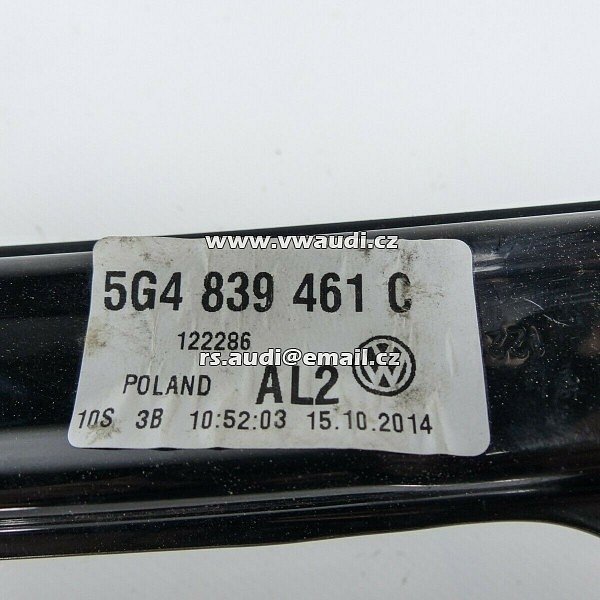 www.vwaudi.cz
5G4 839 461 C
122286
rs.audi@email.cz
POLAND AL2
10S 3B 10:52:03 15.10.2014